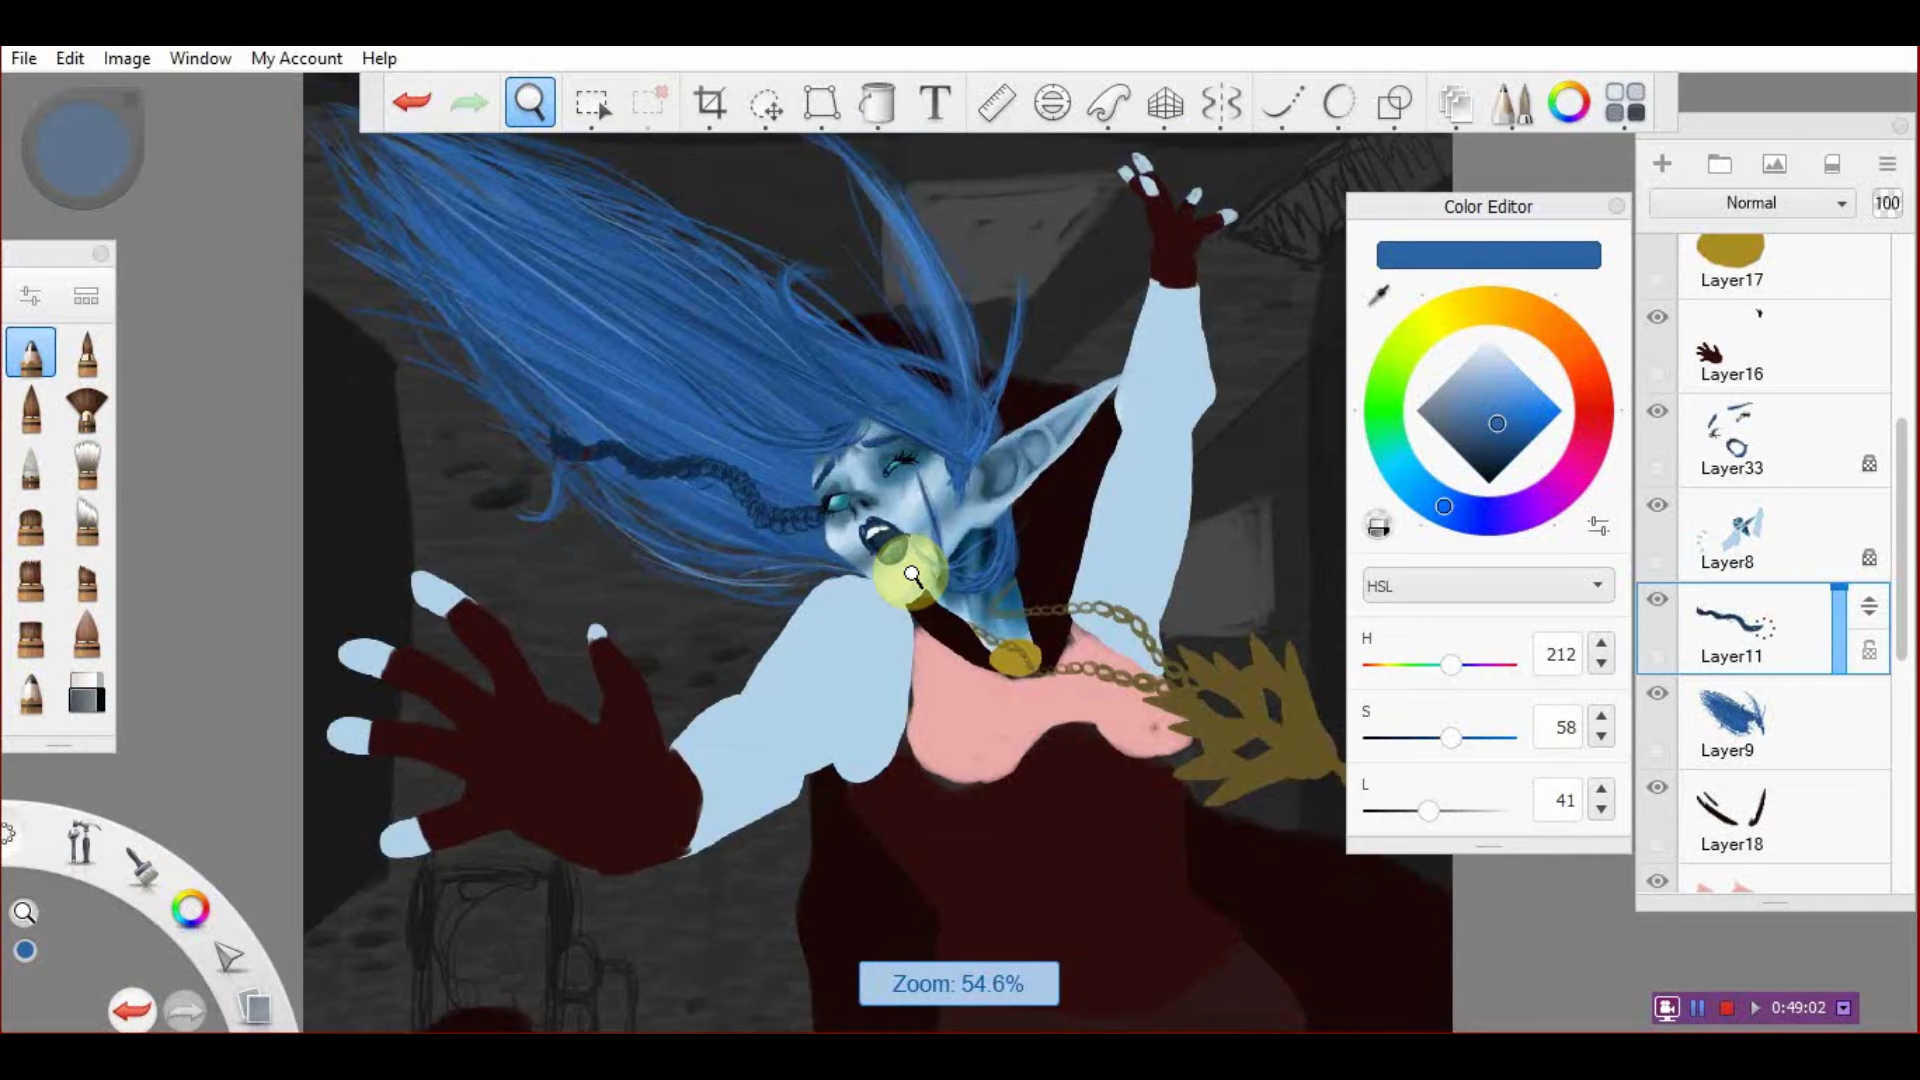 File Edit Image Window My Account Help
T
Color Editor
Normal
100
Layer17
Layer16
Layer33
Layer8
HSL
Layer11
H
212
S
58
Layer9
L
41
Layer18
Zoom: 54.6%
0:49:02